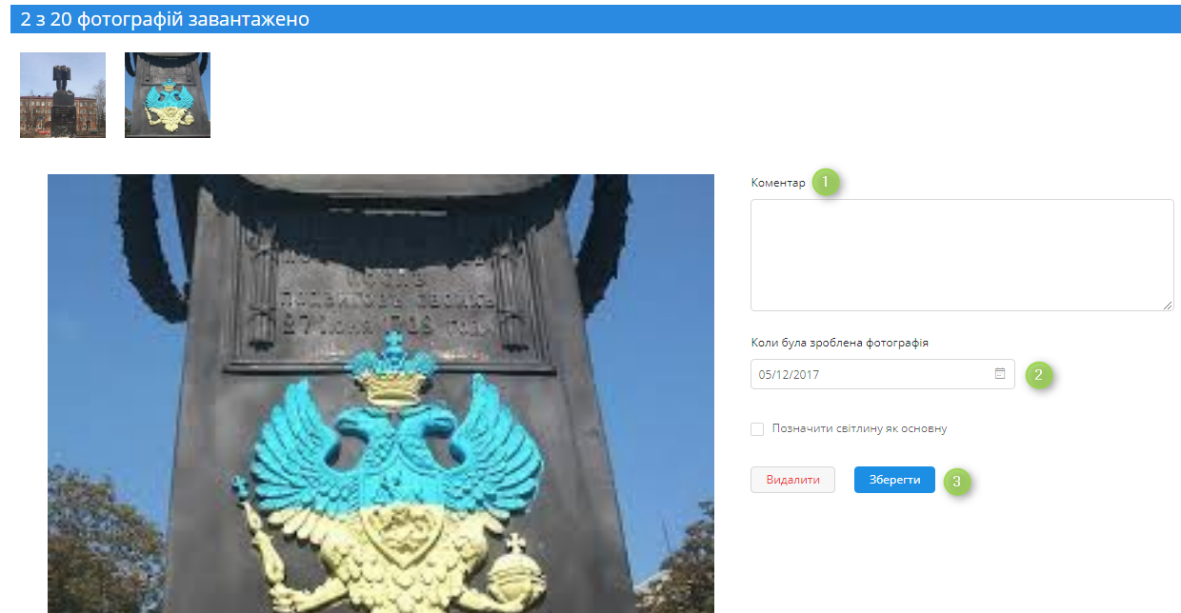 2 з 20 фотографій завантажено
Коментар 1
Коли була зроблена фотографія
05/12/2017 2
Позначити світлину як основну
Видалити Зберегти 3